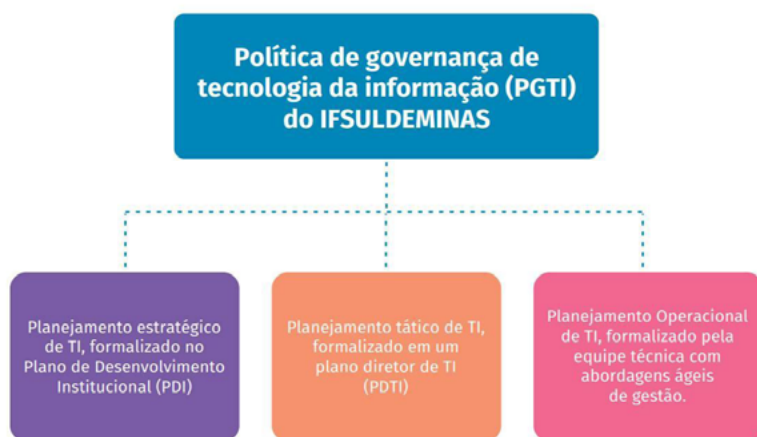 Política de governança de
tecnologia da informação (PGTI)
do IFSULDEMINAS
Planejamento estratégico
de TI, formalizado no
Plano de Desenvolvimento
Institucional (PDI)
Planejamento tático de TI,
formalizado em um
plano diretor de TI
(PDTI)
Planejamento Operacional
de TI, formalizado pela
equipe técnica com
abordagens ágeis
de gestão.